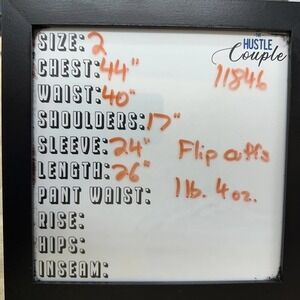 THE
HUSTLE
Couple
SIZE: 2
CHEST: 44"
11846
WAIST: 40"
SHOULDERS: 17"
SLEEVE: 24"
Flip cuffs
LENGTH: 26"
1 lb. 4 oz.
PANT WAIST:
RISE:
HIPS:
INSEAM: